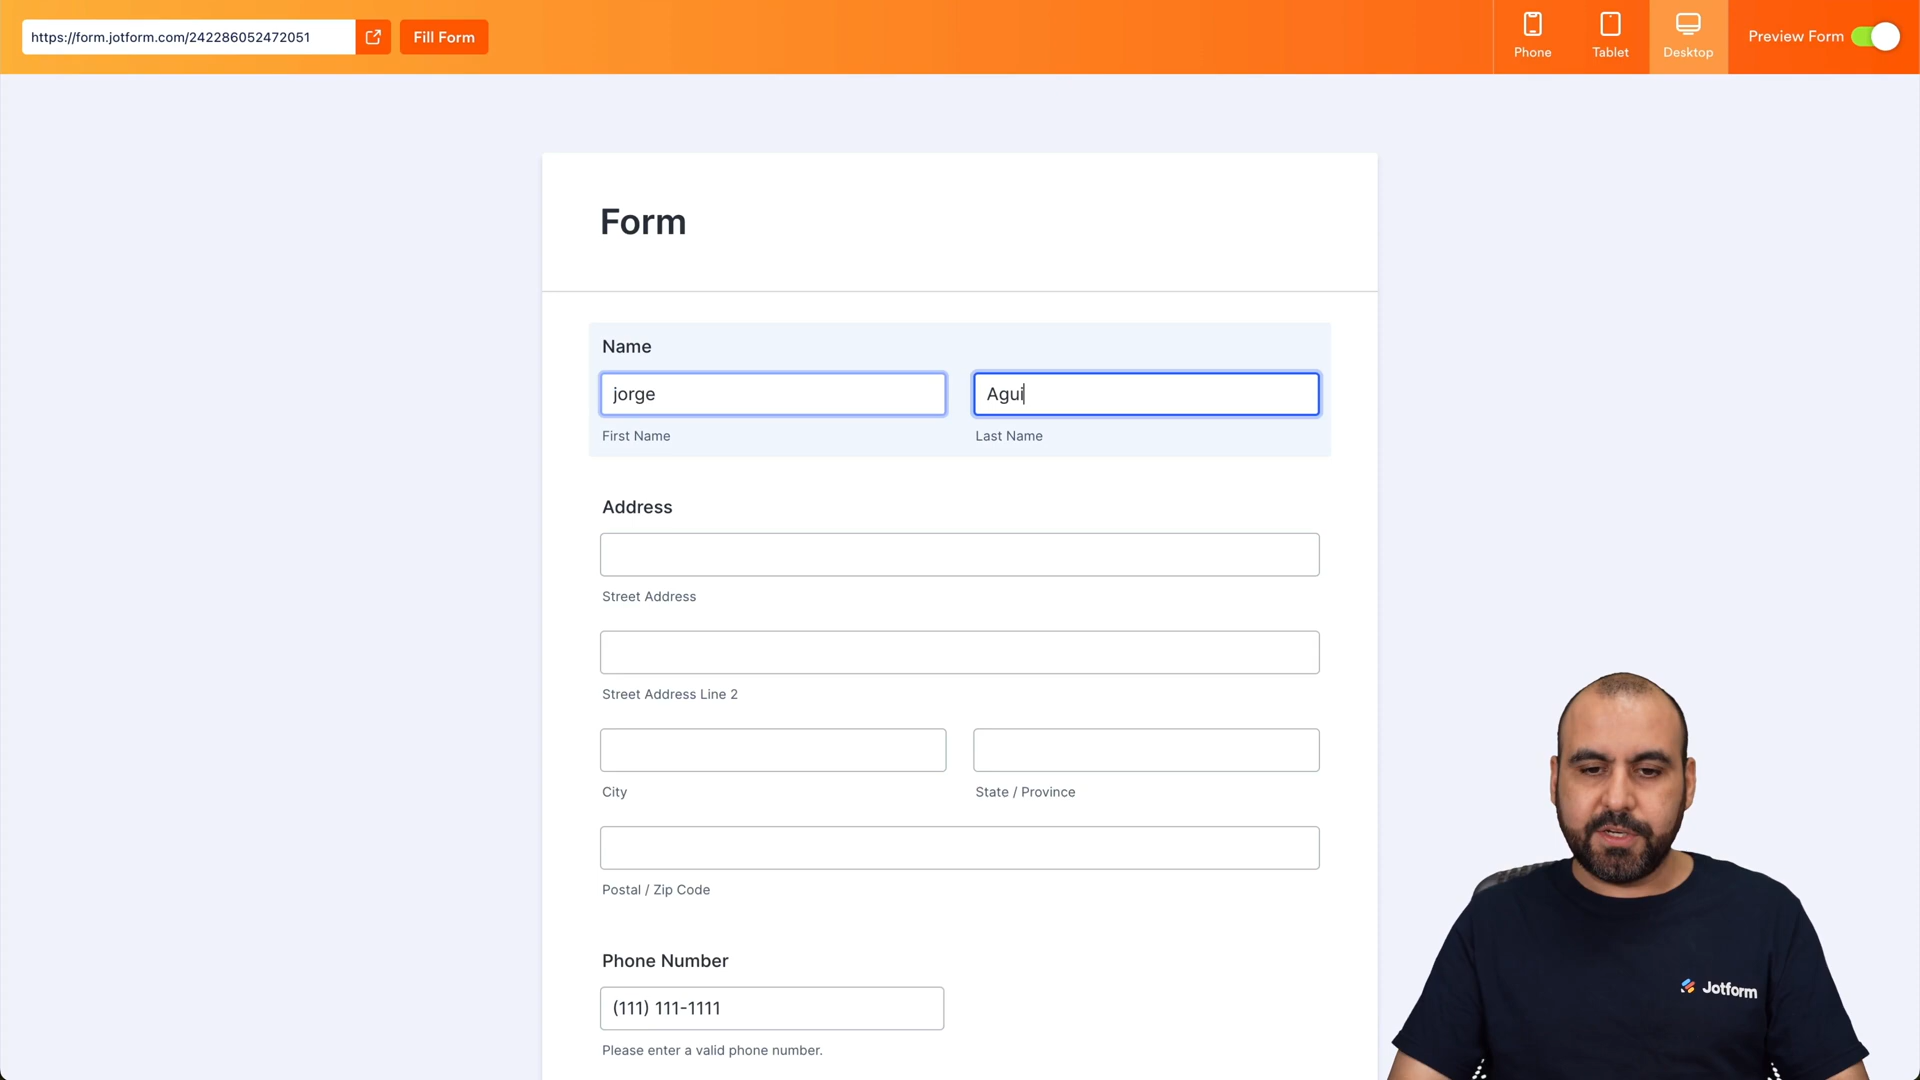 https://form.jotform.com/242286052472051
Fill Form
Phone
Tablet
Desktop
Preview Form
Form
Name
jorge
Agui
First Name
Last Name
Address
Street Address
Street Address Line 2
City
State / Province
Postal / Zip Code
Phone Number
(111) 111-1111
Please enter a valid phone number.
Jotform